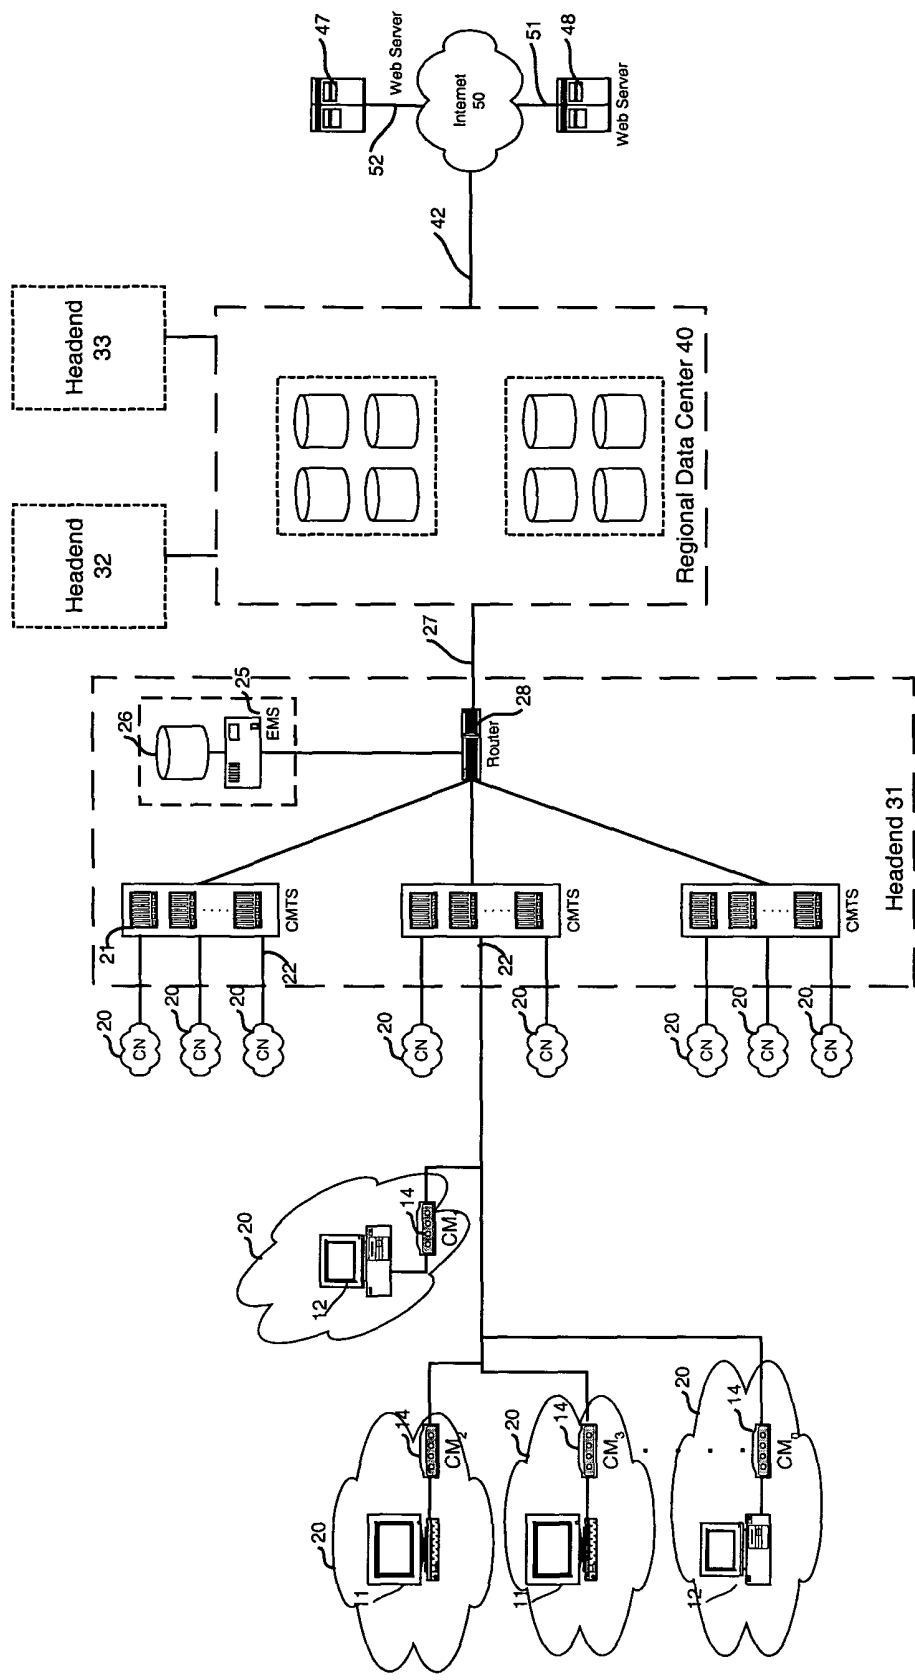 20
12
14
CM₁
20
11
14
CM₂
20
11
14
CM₃
. . .
20
12
14
CMₙ
20
CN
20
CN
20
CN
21
22
CMTS
20
CN
20
CN
22
CMTS
20
CN
20
CN
20
CN
CMTS
26
25
EMS
Router
28
Headend 31
27
Headend
32
Headend
33
Regional Data Center 40
42
47
Web Server
52
Internet
50
51
48
Web Server